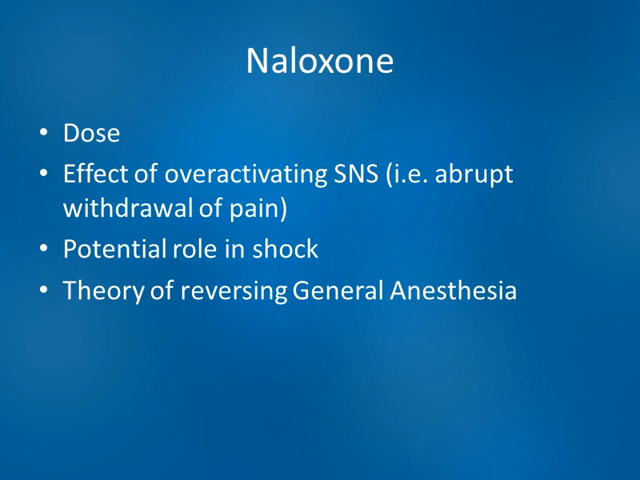 Naloxone
• Dose
• Effect of overactivating SNS (i.e. abrupt
withdrawal of pain)
• Potential role in shock
• Theory of reversing General Anesthesia